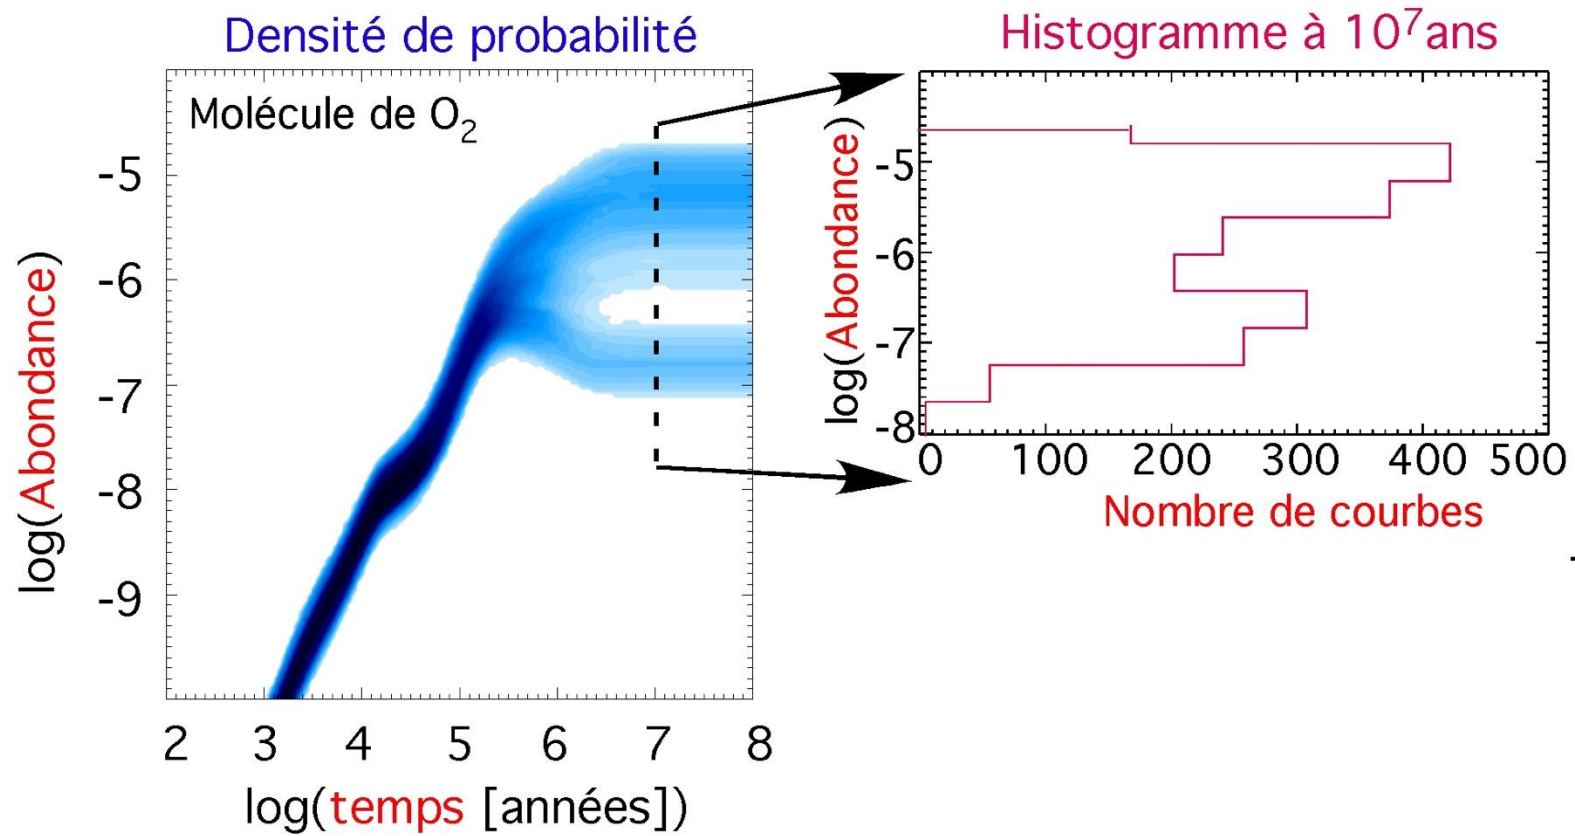 Densité de probabilité
Molécule de O2
log(Abondance)
-5
-6
-7
-8
-9
2 3 4 5 6 7 8
log(temps [années])
Histogramme à 10⁷ans
log(Abondance)
-5
-6
-7
-8
0 100 200 300 400 500
Nombre de courbes